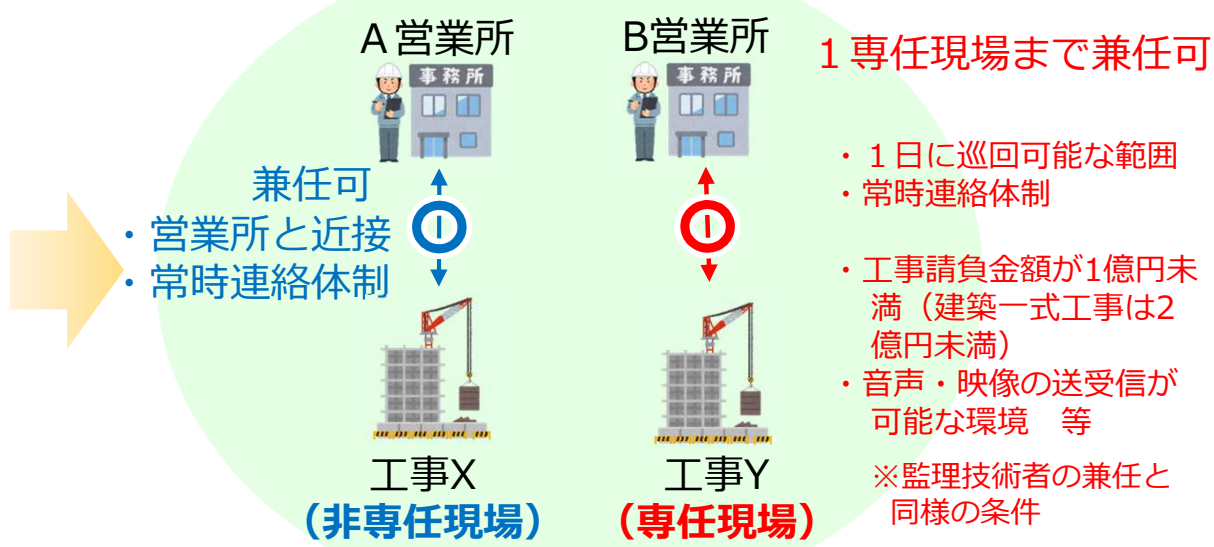 A営業所
事務所
兼任可
・営業所と近接
・常時連絡体制
工事X
（非専任現場）
B営業所
事務所
工事Y
（専任現場）
１専任現場まで兼任可
・１日に巡回可能な範囲
・常時連絡体制
・工事請負金額が1億円未
満（建築一式工事は2
億円未満）
・音声・映像の送受信が
可能な環境　等
※監理技術者の兼任と
同様の条件